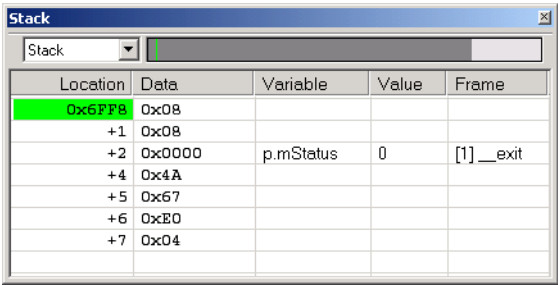 Stack
Stack
Location Data Variable Value Frame
0x6FF8 0x08
+1 0x08
+2 0x0000 p.mStatus 0 [1] __exit
+4 0x4A
+5 0x67
+6 0xE0
+7 0x04